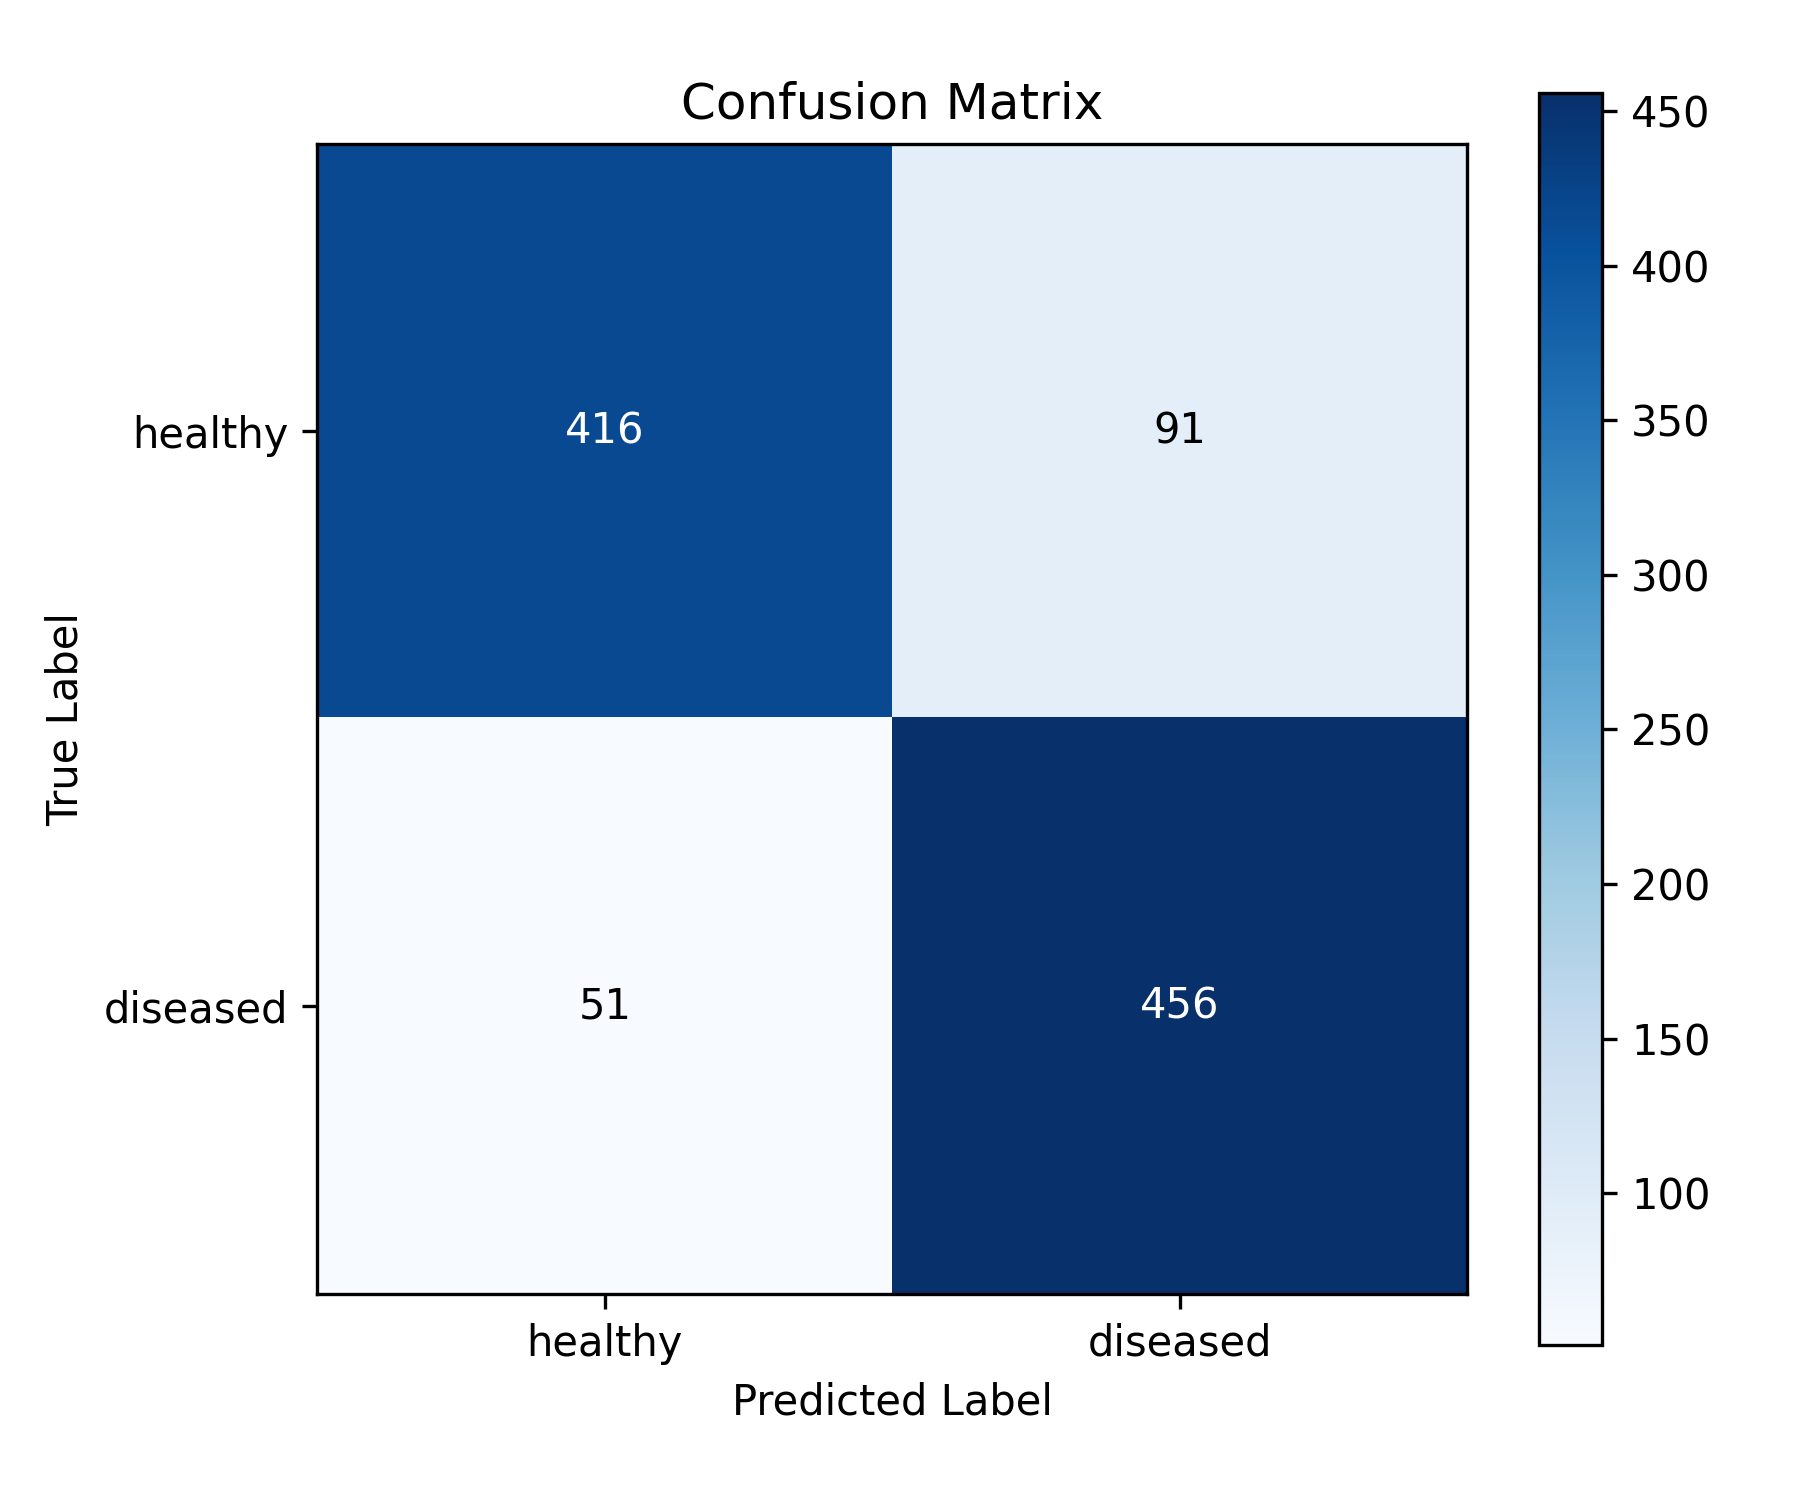 Confusion Matrix
True Label
healthy
diseased
416
91
51
456
healthy
diseased
Predicted Label
450
400
350
300
250
200
150
100